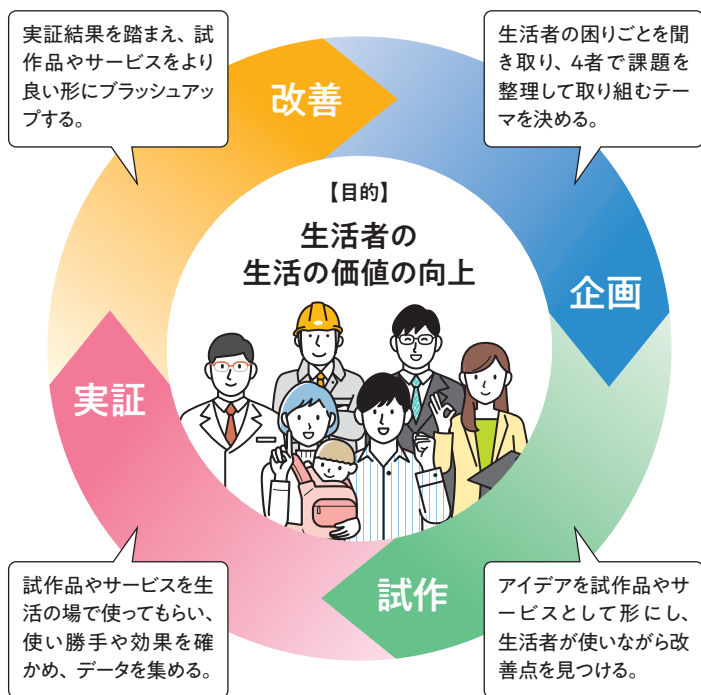 実証結果を踏まえ、試
作品やサービスをより
良い形にブラッシュアッ
プする。
改善
生活者の困りごとを聞
き取り、4者で課題を
整理して取り組むテー
マを決める。
【目的】
生活者の
生活の価値の向上
企画
実証
試作
試作品やサービスを生
活の場で使ってもらい、
使い勝手や効果を確
かめ、データを集める。
アイデアを試作品やサ
ービスとして形にし、
生活者が使いながら改
善点を見つける。